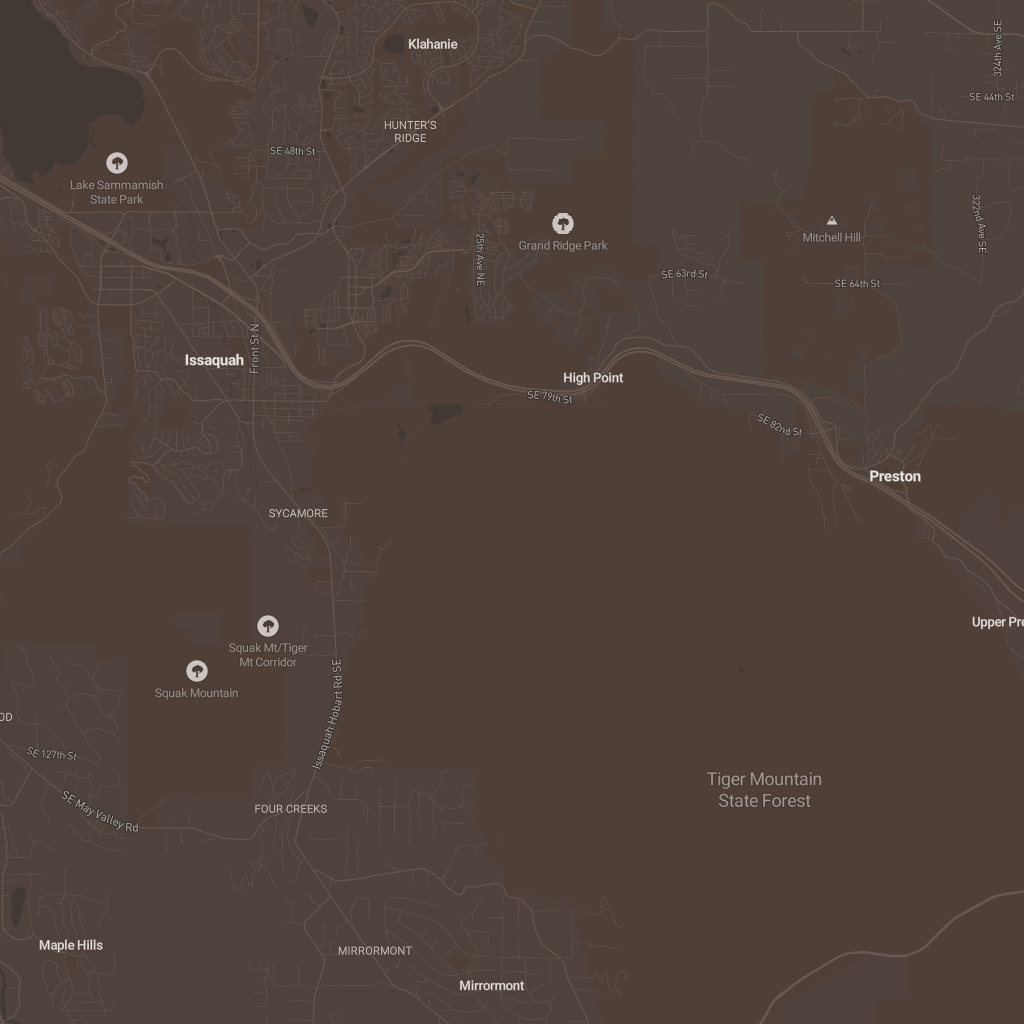 Klahanie
324th Ave SE
SE 44th St
HUNTER'S
RIDGE
SE 48th St
Lake Sammamish
State Park
322nd Ave SE
Grand Ridge Park
Mitchell Hill
25th Ave NE
SE 63rd St
SE 64th St
Front St N
Issaquah
High Point
SE 79th St
SE 82nd St
Preston
SYCAMORE
Upper Pre
Squak Mt/Tiger
Mt Corridor
Squak Mountain
Issaquah Hobart Rd SE
OD
SE 127th St
Tiger Mountain
State Forest
SE May Valley Rd
FOUR CREEKS
Maple Hills
MIRRORMONT
Mirrormont